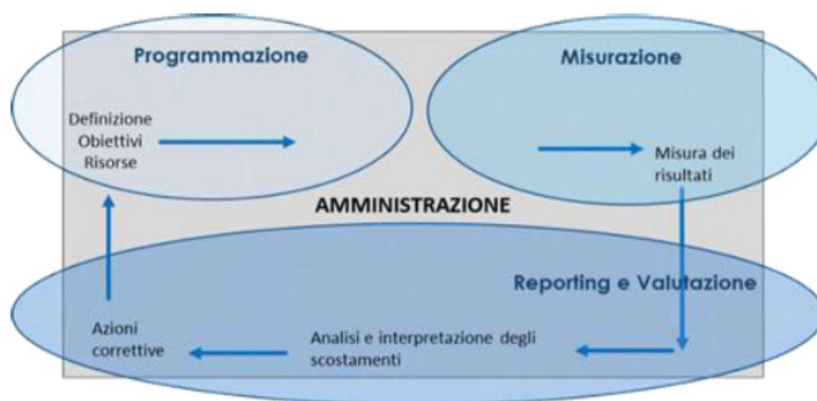 Programmazione
Misurazione
Definizione
Obiettivi
Risorse
Misura dei
risultati
AMMINISTRAZIONE
Reporting e Valutazione
Azioni
correttive
Analisi e interpretazione degli
scostamenti